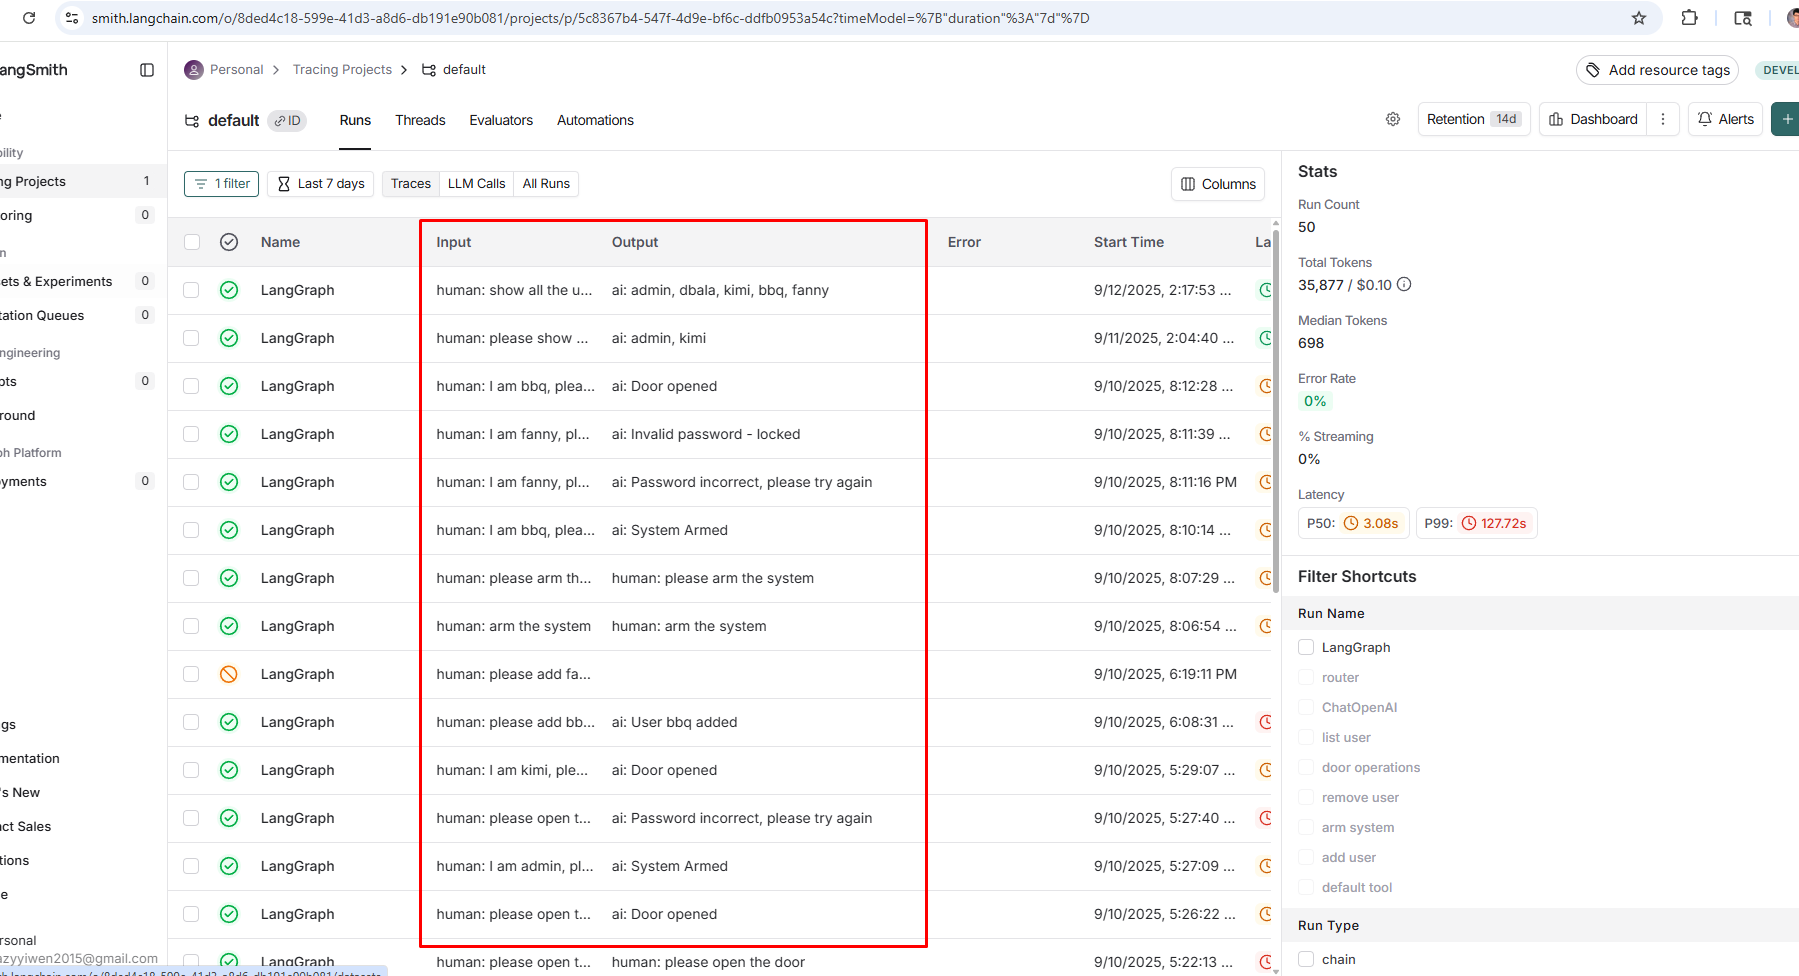 smith.langchain.com/o/8ded4c18-599e-41d3-a8d6-db191e90b081/projects/p/5c8367b4-547f-4d9e-bf6c-ddfb0953a54c?timeModel=%7B"duration"%3A"7d"%7D
angSmith
Personal > Tracing Projects > default
Add resource tags
DEVEL
default ID Runs Threads Evaluators Automations
Retention 14d Dashboard Alerts +
e
bility
ng Projects 1
oring 0
n
sets & Experiments 0
tation Queues 0
ngineering
pts 0
round
ph Platform
oyments 0
gs
mentation
's New
act Sales
tions
e
rsonal
azyyiwen2015@gmail.com
1 filter Last 7 days Traces LLM Calls All Runs Columns
Name Input Output Error Start Time La
LangGraph human: show all the u... ai: admin, dbala, kimi, bbq, fanny 9/12/2025, 2:17:53 ...
LangGraph human: please show ... ai: admin, kimi 9/11/2025, 2:04:40 ...
LangGraph human: I am bbq, plea... ai: Door opened 9/10/2025, 8:12:28 ...
LangGraph human: I am fanny, pl... ai: Invalid password - locked 9/10/2025, 8:11:39 ...
LangGraph human: I am fanny, pl... ai: Password incorrect, please try again 9/10/2025, 8:11:16 PM
LangGraph human: I am bbq, plea... ai: System Armed 9/10/2025, 8:10:14 ...
LangGraph human: please arm th... human: please arm the system 9/10/2025, 8:07:29 ...
LangGraph human: arm the system human: arm the system 9/10/2025, 8:06:54 ...
LangGraph human: please add fa... 9/10/2025, 6:19:11 PM
LangGraph human: please add bb... ai: User bbq added 9/10/2025, 6:08:31 ...
LangGraph human: I am kimi, ple... ai: Door opened 9/10/2025, 5:29:07 ...
LangGraph human: please open t... ai: Password incorrect, please try again 9/10/2025, 5:27:40 ...
LangGraph human: I am admin, pl... ai: System Armed 9/10/2025, 5:27:09 ...
LangGraph human: please open t... ai: Door opened 9/10/2025, 5:26:22 ...
LangGraph human: please open t... human: please open the door 9/10/2025, 5:22:13 ...
Stats
Run Count
50
Total Tokens
35,877 / $0.10
Median Tokens
698
Error Rate
0%
% Streaming
0%
Latency
P50: 3.08s P99: 127.72s
Filter Shortcuts
Run Name
LangGraph
router
ChatOpenAI
list user
door operations
remove user
arm system
add user
default tool
Run Type
chain